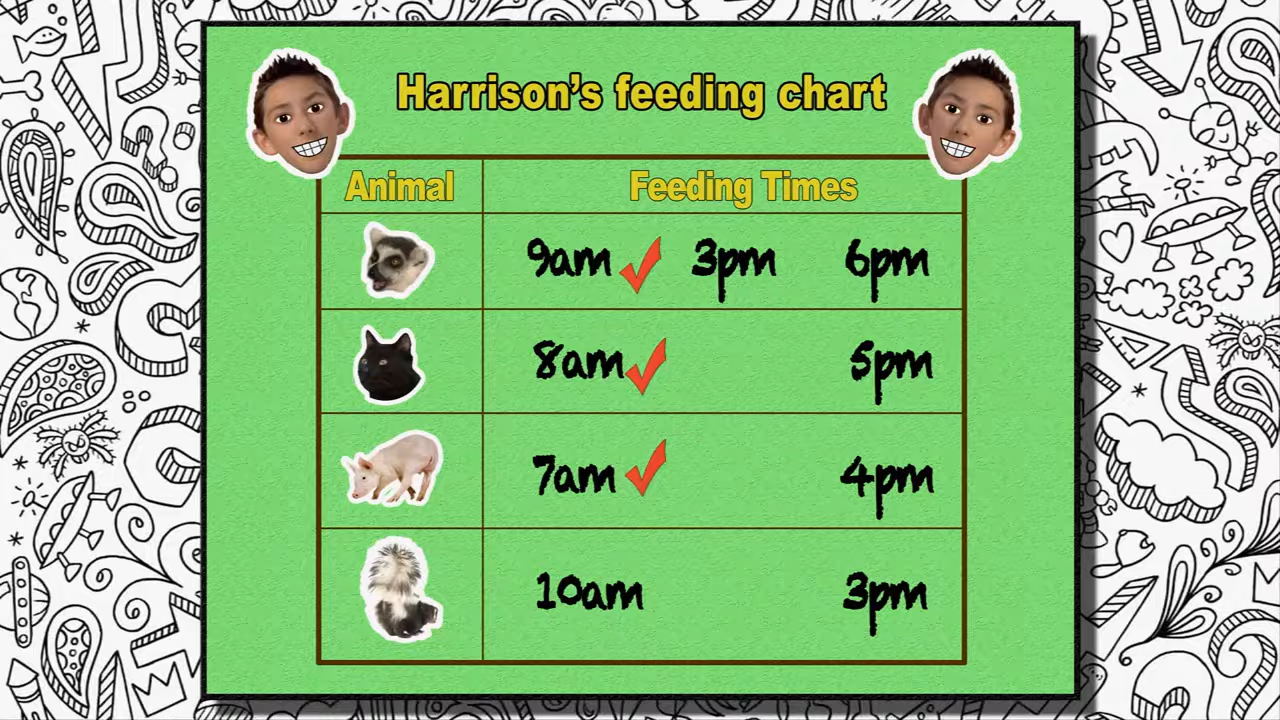 Harrison's feeding chart
Animal Feeding Times
9am 3pm 6pm
8am 5pm
7am 4pm
10am 3pm